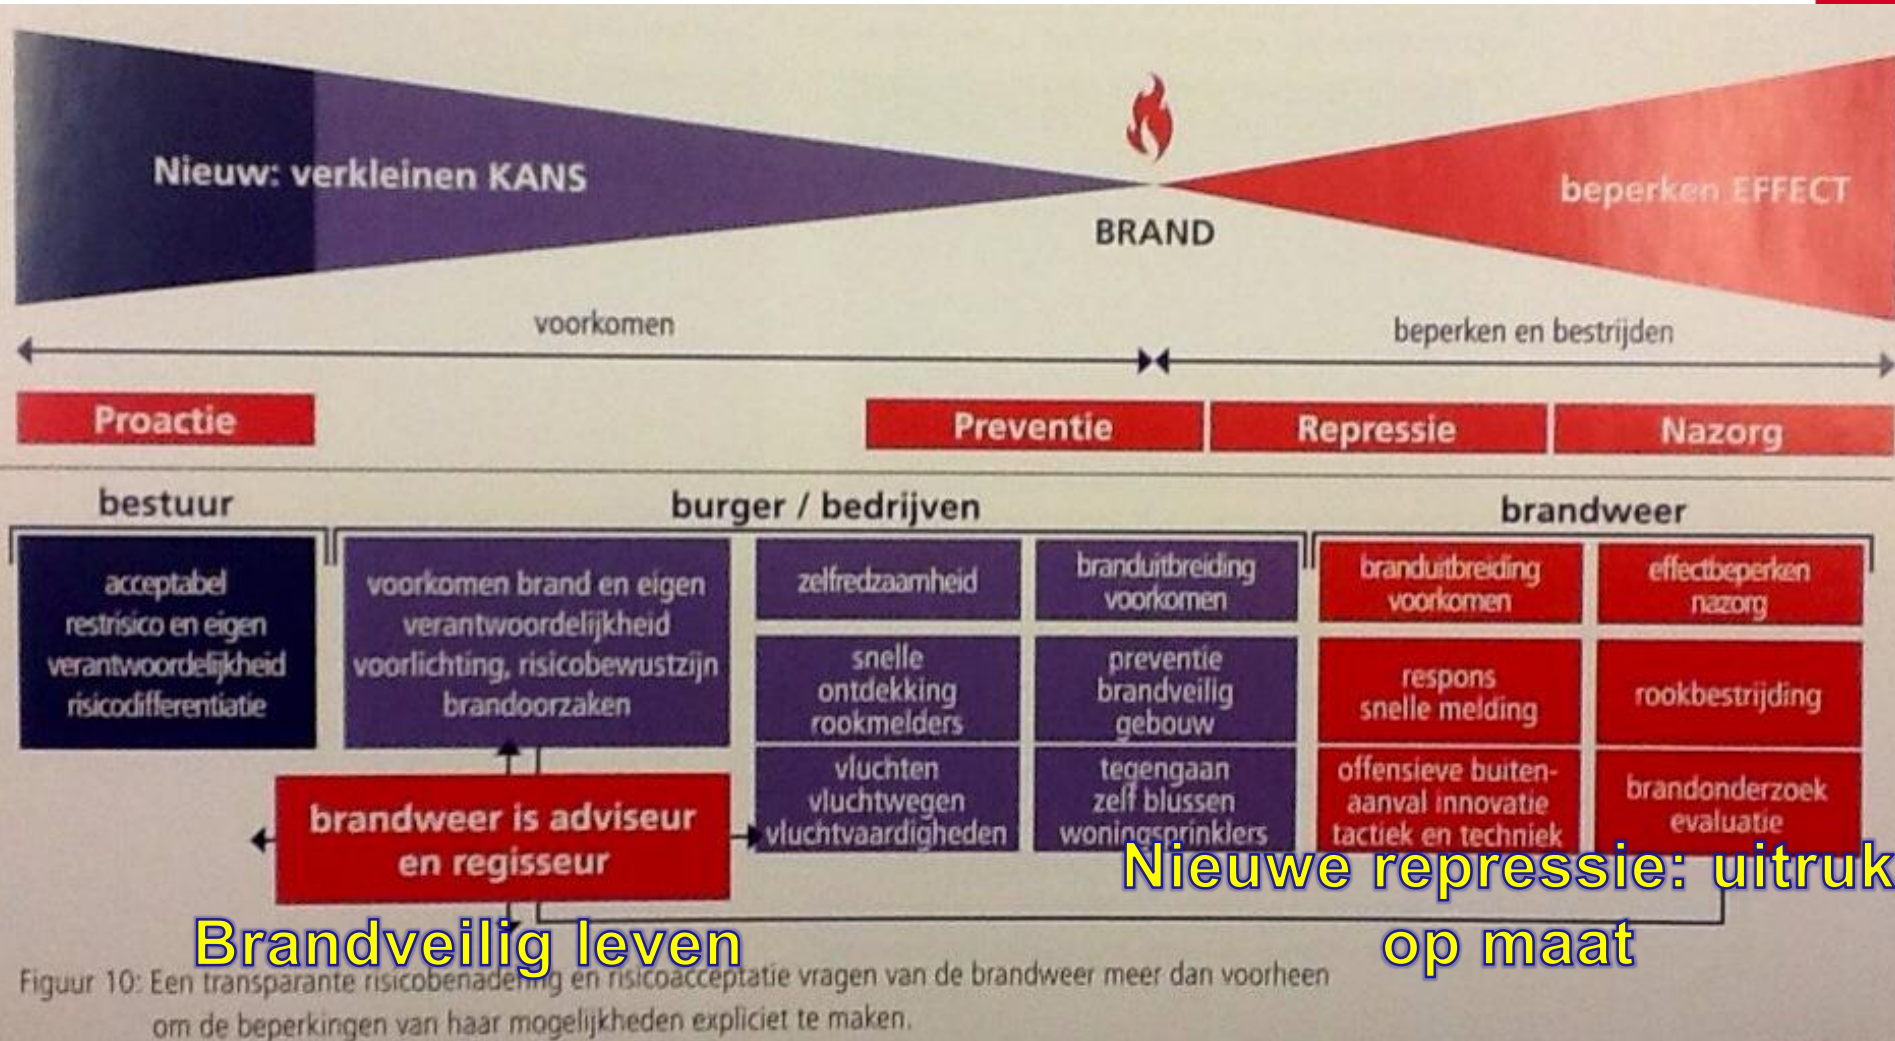 Nieuw: verkleinen KANS
beperken EFFECT
BRAND
voorkomen
beperken en bestrijden
Proactie
Preventie
Repressie
Nazorg
bestuur
burger / bedrijven
brandweer
acceptabel
restrisico en eigen
verantwoordelijkheid
risicodifferentiatie
voorkomen brand en eigen
verantwoordelijkheid
voorlichting, risicobewustzijn
brandoorzaken
zelfredzaamheid
snelle
ontdekking
rookmelders
vluchten
vluchtwegen
vluchtvaardigheden
branduitbreiding
voorkomen
preventie
brandveilig
gebouw
tegengaan
zelf blussen
woningsprinklers
branduitbreiding
voorkomen
respons
snelle melding
offensieve buiten-
aanval innovatie
tactiek en techniek
effectbeperken
nazorg
rookbestrijding
brandonderzoek
evaluatie
brandweer is adviseur
en regisseur
Nieuwe repressie: uitruk
op maat
Brandveilig leven
Figuur 10: Een transparante risicobenadering en risicoacceptatie vragen van de brandweer meer dan voorheen
om de beperkingen van haar mogelijkheden expliciet te maken.